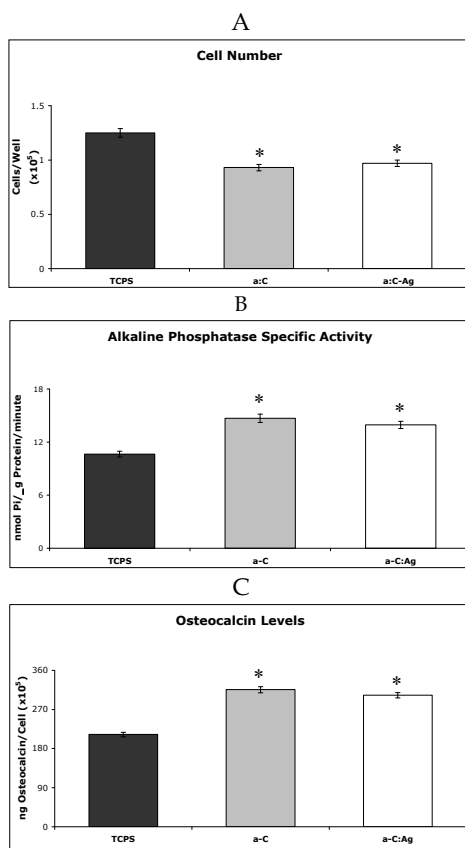 A
Cell Number
Cells/Well
(x10⁵)
1.5
1
0.5
0
*
*
TCPS
a:C
a:C-Ag
B
Alkaline Phosphatase Specific Activity
nmol Pi/_g Protein/minute
18
12
6
0
*
*
TCPS
a-C
a-C:Ag
C
Osteocalcin Levels
ng Osteocalcin/Cell (x10⁵)
360
270
180
90
0
*
*
TCPS
a-C
a-C:Ag